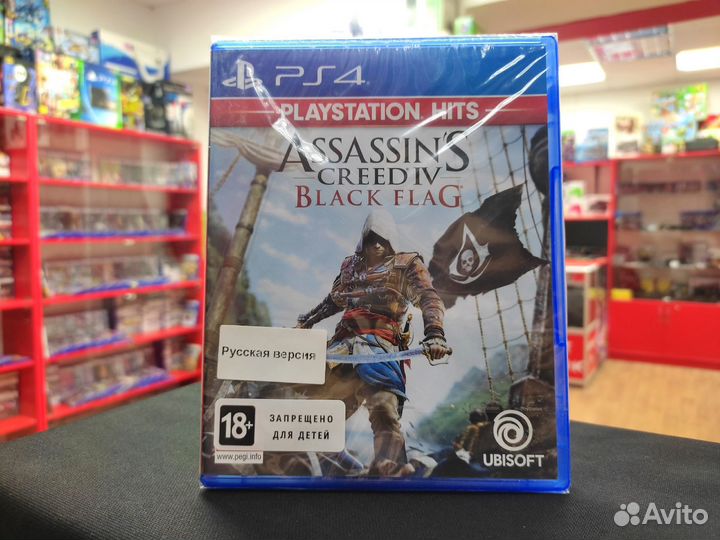 PS4
PLAYSTATION. HITS
ASSASSIN'S
CREED IV
BLACK FLAG
Русская версия
18+
ЗАПРЕЩЕНО
ДЛЯ ДЕТЕЙ
www.pegi.info
UBISOFT
Avito